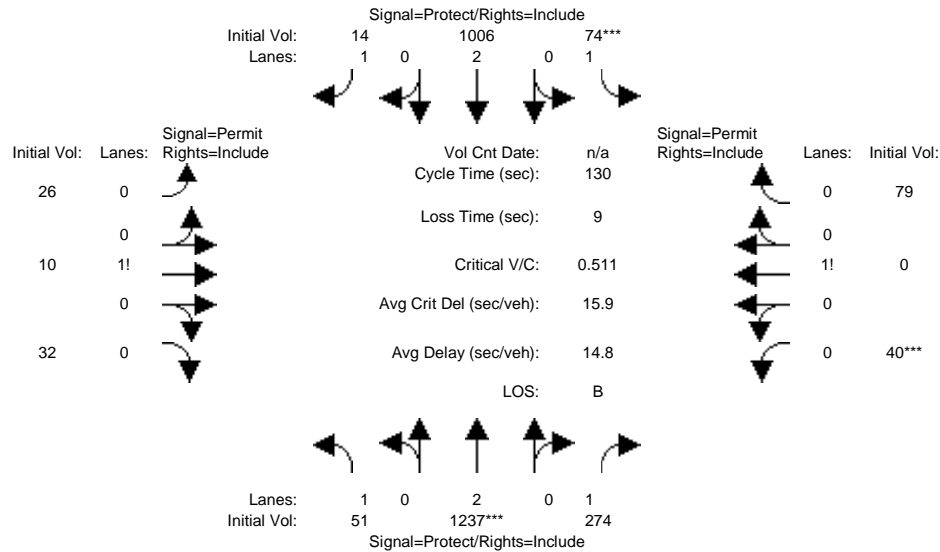 Signal=Protect/Rights=Include
Initial Vol: 14 1006 74***
Lanes: 1 0 2 0 1
Signal=Permit
Initial Vol: Lanes: Rights=Include
Vol Cnt Date: n/a
Signal=Permit
Rights=Include Lanes: Initial Vol:
Cycle Time (sec): 130
26 0
0 79
Loss Time (sec): 9
0
0
10 1!
Critical V/C: 0.511
1! 0
0
Avg Crit Del (sec/veh): 15.9
0
32 0
Avg Delay (sec/veh): 14.8
0 40***
LOS: B
Lanes: 1 0 2 0 1
Initial Vol: 51 1237*** 274
Signal=Protect/Rights=Include